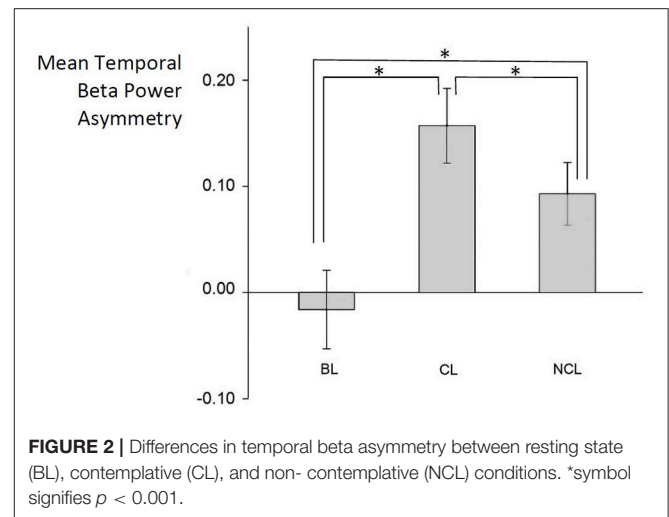 Mean Temporal
Beta Power
Asymmetry
*
*
*
0.20
0.10
0.00
-0.10
BL
CL
NCL
FIGURE 2 | Differences in temporal beta asymmetry between resting state
(BL), contemplative (CL), and non- contemplative (NCL) conditions. *symbol
signifies p < 0.001.